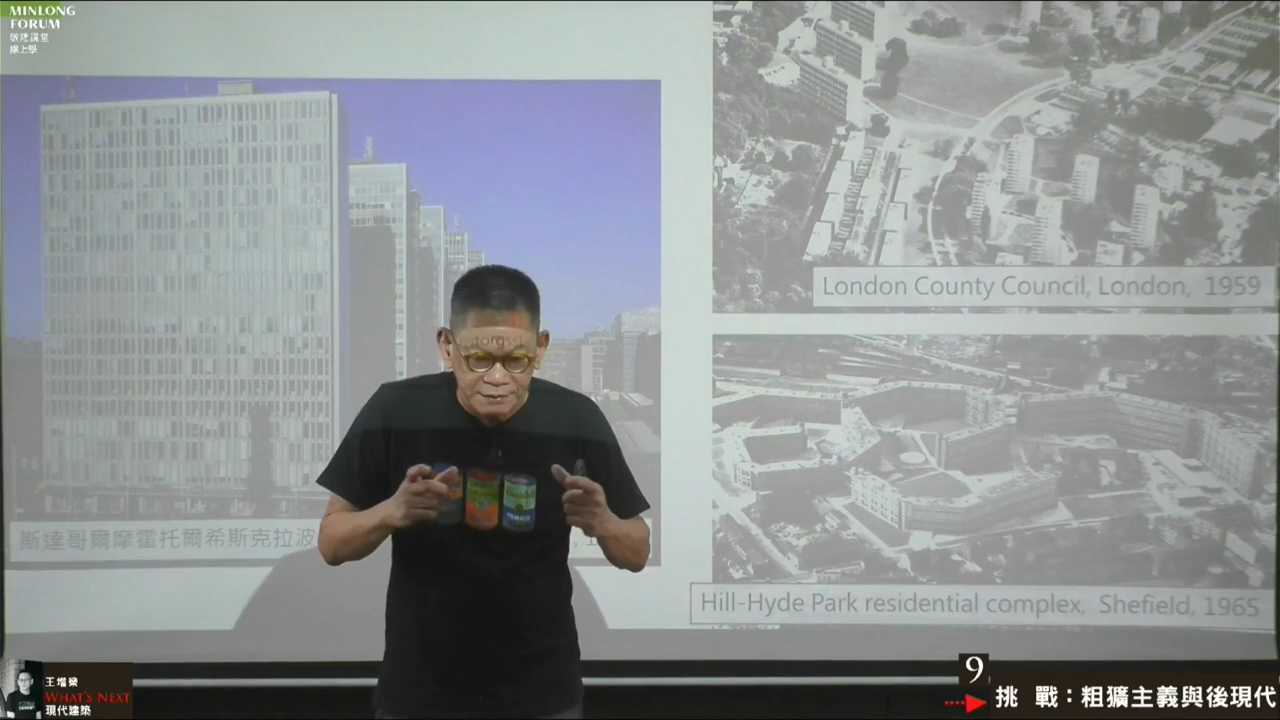 MINLONG
FORUM
敏隆講堂
線上學
London County Council, London, 1959
斯達哥爾摩霍托爾希斯克拉波
Hill-Hyde Park residential complex, Shefield, 1965
TOMATO
王增榮
WHAT'S NEXT
現代建築
9
挑 戰：粗獷主義與後現代